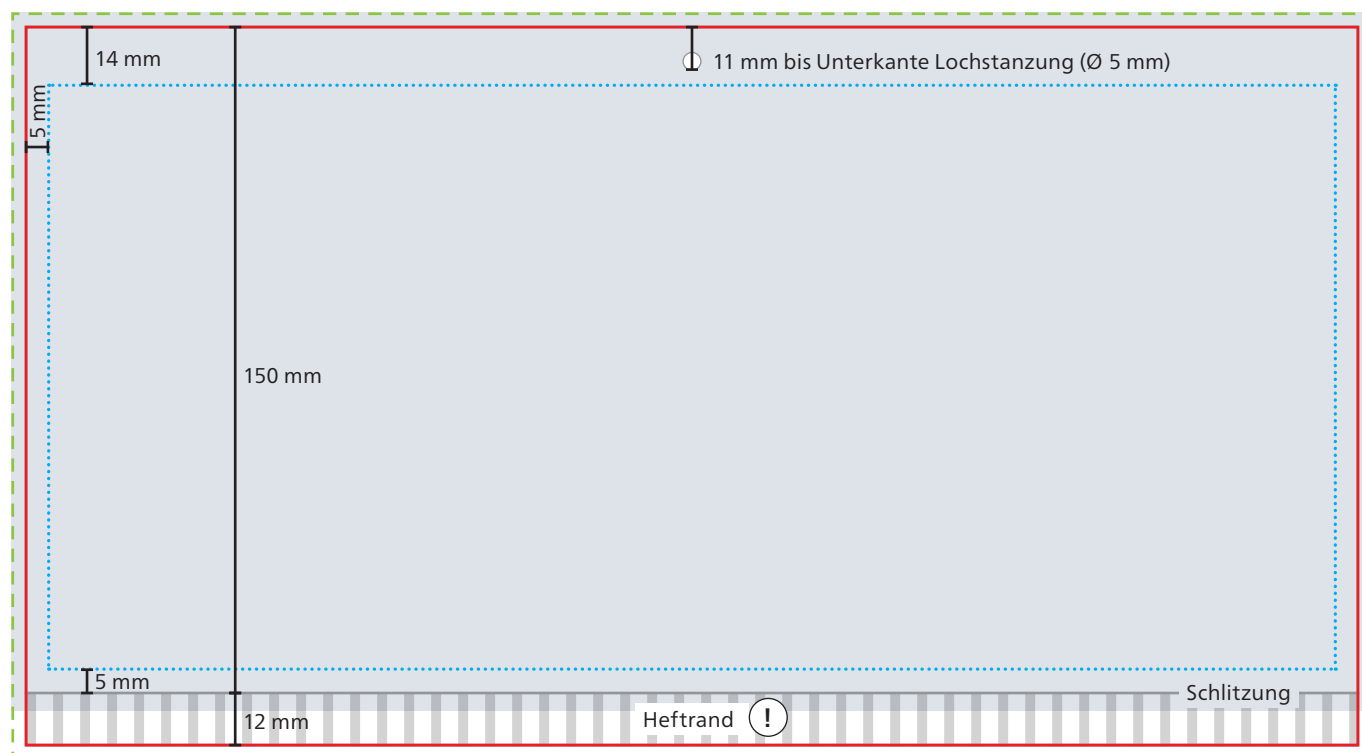 14 mm
11 mm bis Unterkante Lochstanzung (Ø 5 mm)
5 mm
150 mm
5 mm
Schlitzung
12 mm
Heftrand !